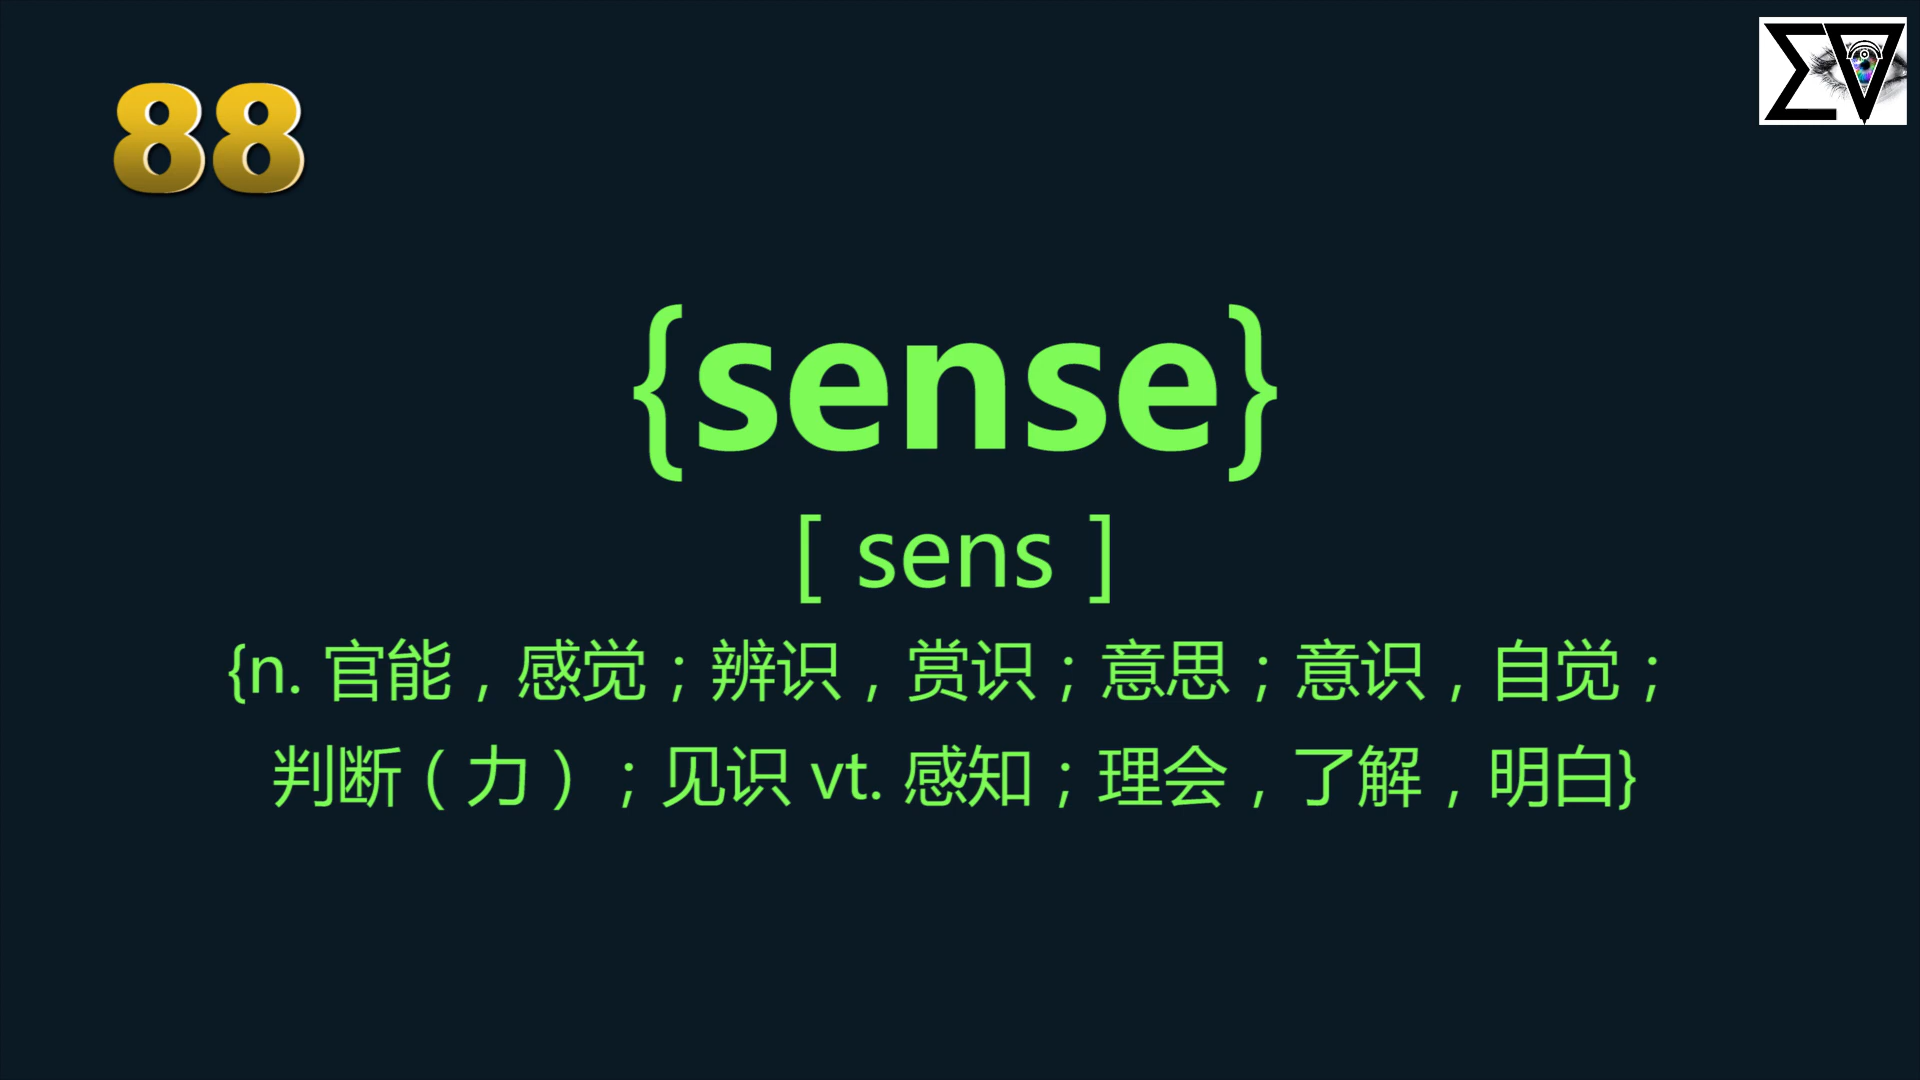 88
{sense}
[ sens ]
{n. 官能，感觉；辨识，赏识；意思；意识，自觉；
判断（力）；见识 vt. 感知；理会，了解，明白}